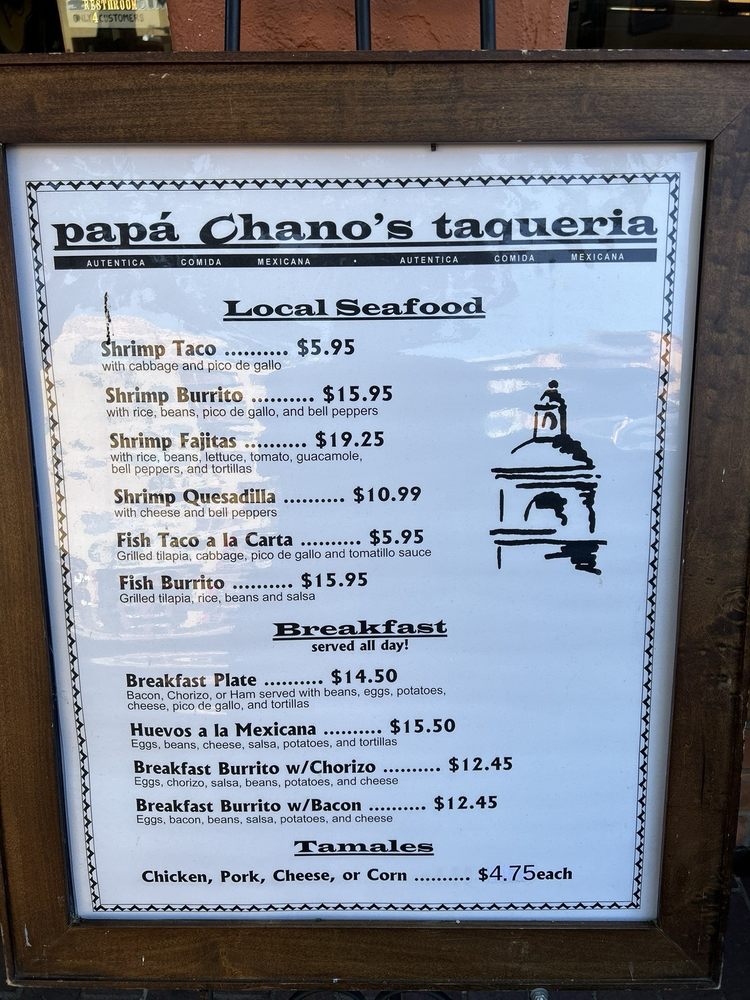 RESTROOM
ONLY 4 CUSTOMERS
papá Chano's taqueria
AUTENTICA COMIDA MEXICANA • AUTENTICA COMIDA MEXICANA
Local Seafood
Shrimp Taco .......... $5.95
with cabbage and pico de gallo
Shrimp Burrito .......... $15.95
with rice, beans, pico de gallo, and bell peppers
Shrimp Fajitas .......... $19.25
with rice, beans, lettuce, tomato, guacamole,
bell peppers, and tortillas
Shrimp Quesadilla .......... $10.99
with cheese and bell peppers
Fish Taco a la Carta .......... $5.95
Grilled tilapia, cabbage, pico de gallo and tomatillo sauce
Fish Burrito .......... $15.95
Grilled tilapia, rice, beans and salsa
Breakfast
served all day!
Breakfast Plate .......... $14.50
Bacon, Chorizo, or Ham served with beans, eggs, potatoes,
cheese, pico de gallo, and tortillas
Huevos a la Mexicana .......... $15.50
Eggs, beans, cheese, salsa, potatoes, and tortillas
Breakfast Burrito w/Chorizo .......... $12.45
Eggs, chorizo, salsa, beans, potatoes, and cheese
Breakfast Burrito w/Bacon .......... $12.45
Eggs, bacon, beans, salsa, potatoes, and cheese
Tamales
Chicken, Pork, Cheese, or Corn .......... $4.75each